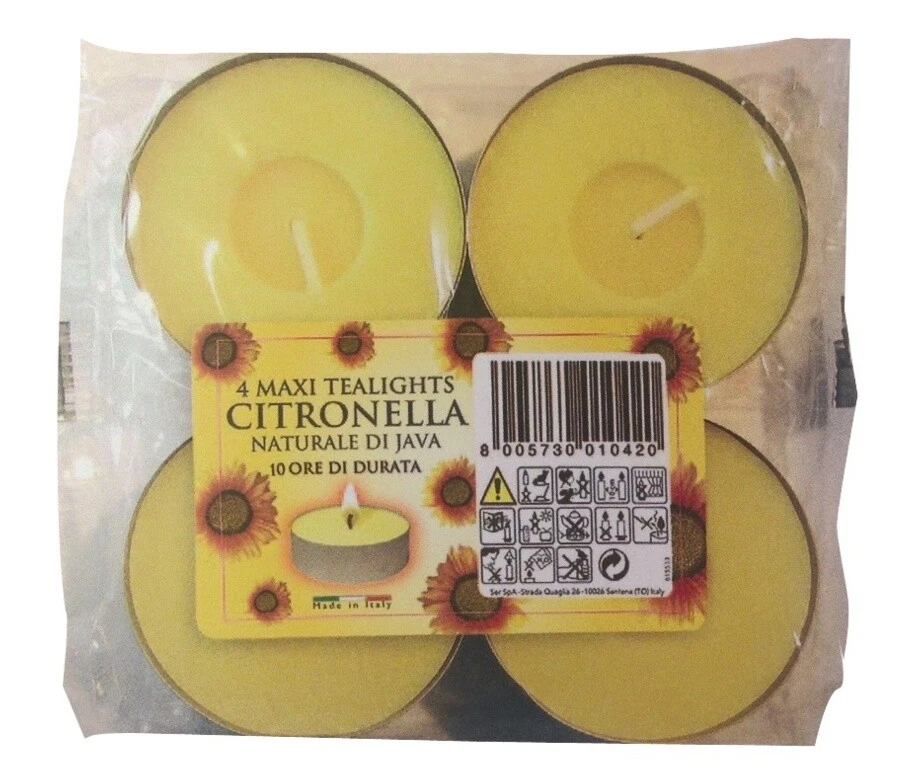 4 MAXI TEALIGHTS
CITRONELLA
NATURALE DI JAVA
10 ORE DI DURATA
Made in Italy
8 005730 010420
Ser SpA - Strada Quaglia 26 - 10026 Santena (TO) Italy